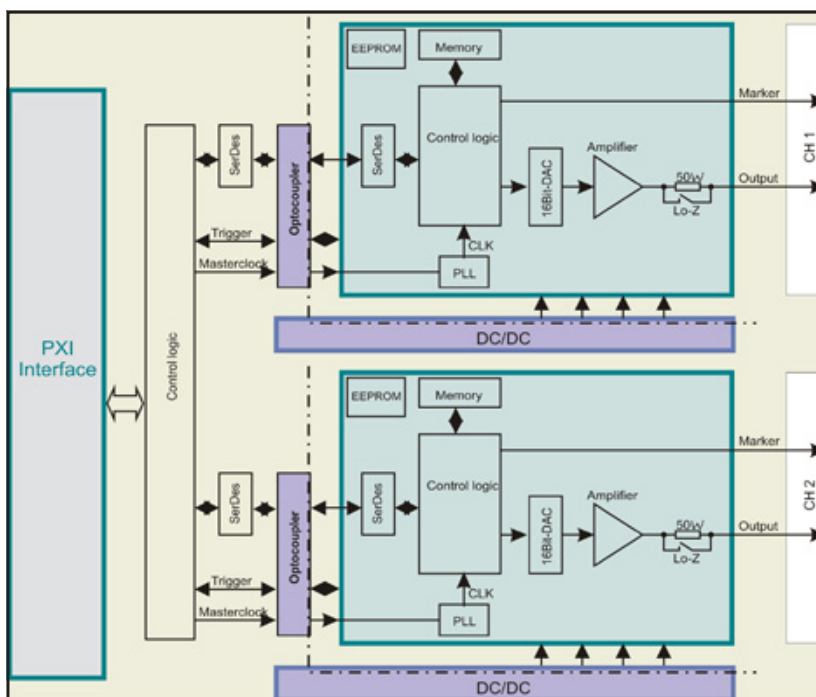 PXI
Interface
Control logic
SerDes
Trigger
Masterclock
Optocoupler
EEPROM
Memory
SerDes
Control logic
CLK
PLL
16Bit-DAC
Amplifier
50W
Lo-Z
Marker
Output
CH 1
DC/DC
SerDes
Trigger
Masterclock
Optocoupler
EEPROM
Memory
SerDes
Control logic
CLK
PLL
16Bit-DAC
Amplifier
50W
Lo-Z
Marker
Output
CH 2
DC/DC